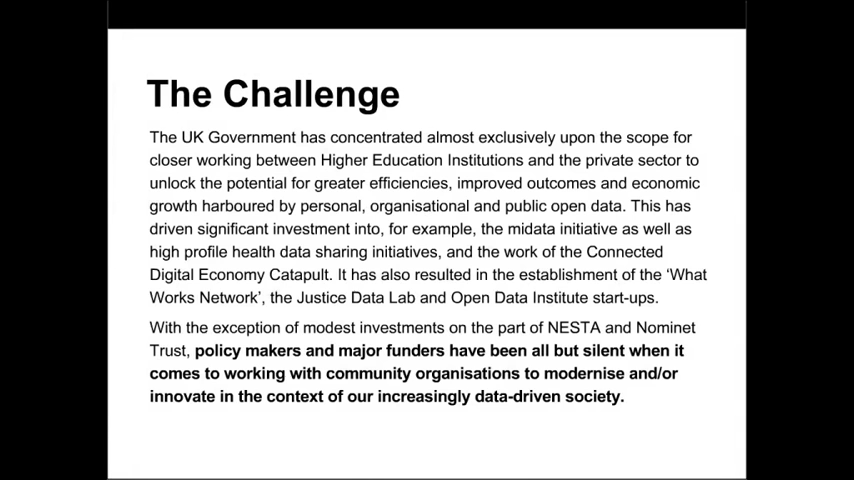 The Challenge
The UK Government has concentrated almost exclusively upon the scope for
closer working between Higher Education Institutions and the private sector to
unlock the potential for greater efficiencies, improved outcomes and economic
growth harboured by personal, organisational and public open data. This has
driven significant investment into, for example, the midata initiative as well as
high profile health data sharing initiatives, and the work of the Connected
Digital Economy Catapult. It has also resulted in the establishment of the ‘What
Works Network’, the Justice Data Lab and Open Data Institute start-ups.
With the exception of modest investments on the part of NESTA and Nominet
Trust, policy makers and major funders have been all but silent when it
comes to working with community organisations to modernise and/or
innovate in the context of our increasingly data-driven society.